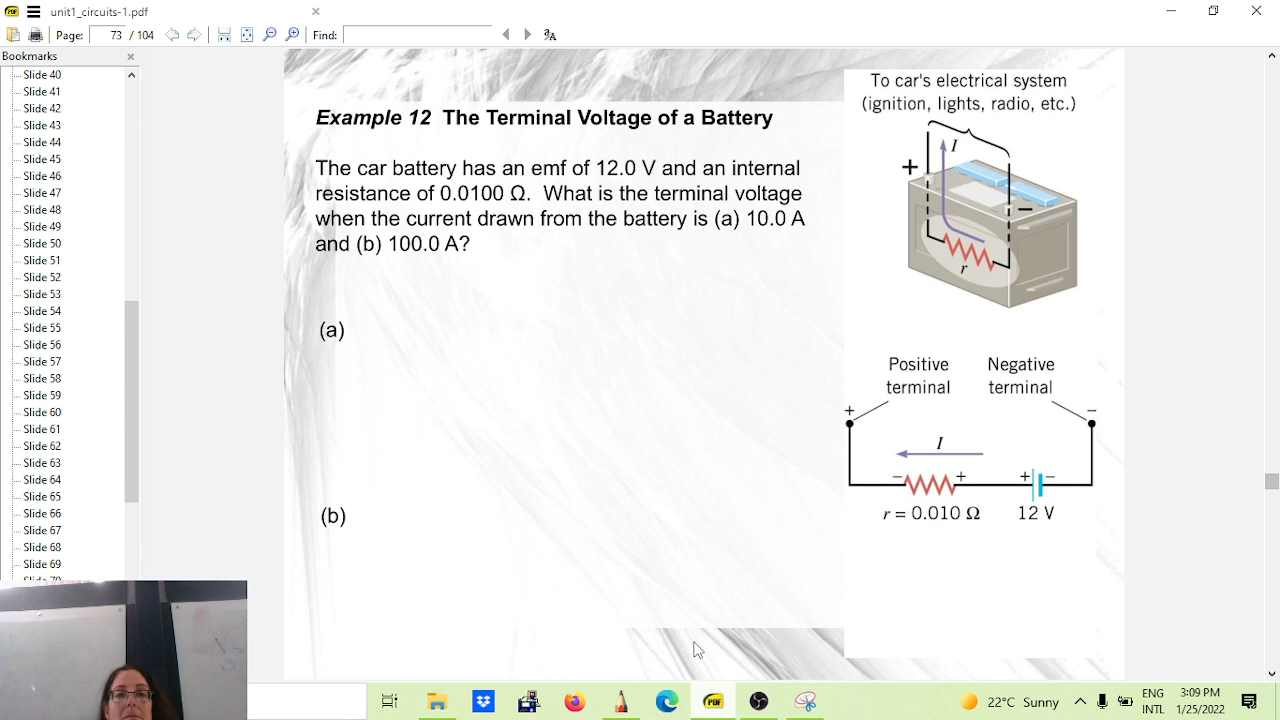 unit1_circuits-1.pdf
Page: 73 / 104 Find:
Bookmarks
Slide 40
Slide 41
Slide 42
Slide 43
Slide 44
Slide 45
Slide 46
Slide 47
Slide 48
Slide 49
Slide 50
Slide 51
Slide 52
Slide 53
Slide 54
Slide 55
Slide 56
Slide 57
Slide 58
Slide 59
Slide 60
Slide 61
Slide 62
Slide 63
Slide 64
Slide 65
Slide 66
Slide 67
Slide 68
Slide 69
Example 12 The Terminal Voltage of a Battery
The car battery has an emf of 12.0 V and an internal
resistance of 0.0100 Ω. What is the terminal voltage
when the current drawn from the battery is (a) 10.0 A
and (b) 100.0 A?
(a)
(b)
To car's electrical system
(ignition, lights, radio, etc.)
I
+
−
r
Positive
terminal
Negative
terminal
+ −
I
− + + −
r = 0.010 Ω 12 V
PDF
22°C Sunny
ENG
INTL
3:09 PM
1/25/2022